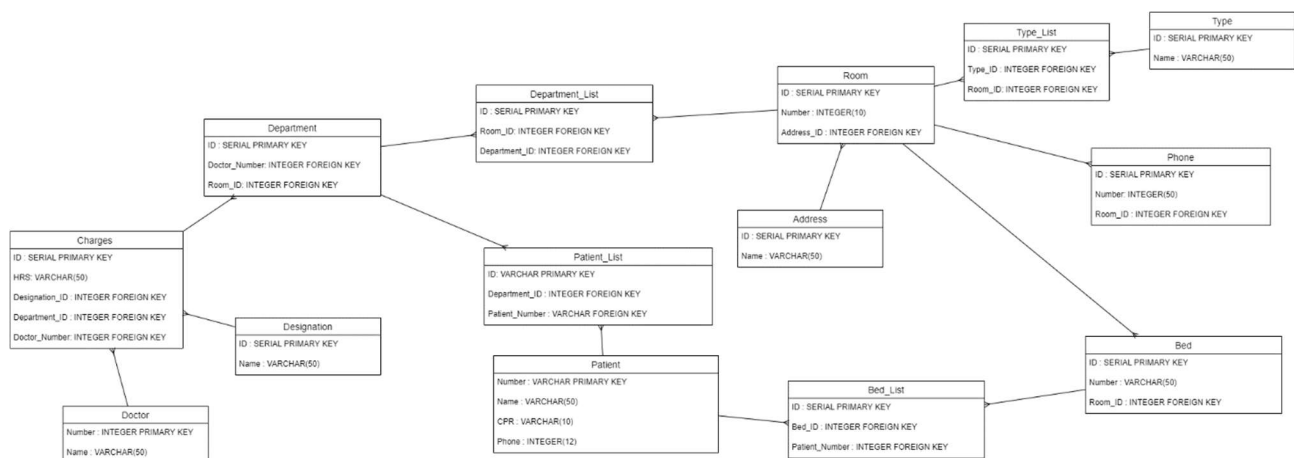 Type
ID : SERIAL PRIMARY KEY
Name : VARCHAR(50)
Type_List
ID : SERIAL PRIMARY KEY
Type_ID : INTEGER FOREIGN KEY
Room_ID: INTEGER FOREIGN KEY
Room
ID : SERIAL PRIMARY KEY
Number : INTEGER(10)
Address_ID : INTEGER FOREIGN KEY
Department_List
ID : SERIAL PRIMARY KEY
Room_ID: INTEGER FOREIGN KEY
Department_ID: INTEGER FOREIGN KEY
Department
ID : SERIAL PRIMARY KEY
Doctor_Number: INTEGER FOREIGN KEY
Room_ID: INTEGER FOREIGN KEY
Phone
ID : SERIAL PRIMARY KEY
Number: INTEGER(50)
Room_ID : INTEGER FOREIGN KEY
Address
ID : SERIAL PRIMARY KEY
Name : VARCHAR(50)
Charges
ID : SERIAL PRIMARY KEY
HRS: VARCHAR(50)
Designation_ID : INTEGER FOREIGN KEY
Department_ID : INTEGER FOREIGN KEY
Doctor_Number: INTEGER FOREIGN KEY
Patient_List
ID: VARCHAR PRIMARY KEY
Department_ID : INTEGER FOREIGN KEY
Patient_Number : VARCHAR FOREIGN KEY
Designation
ID : SERIAL PRIMARY KEY
Name : VARCHAR(50)
Bed
ID : SERIAL PRIMARY KEY
Number : VARCHAR(50)
Room_ID : INTEGER FOREIGN KEY
Patient
Number : VARCHAR PRIMARY KEY
Name : VARCHAR(50)
CPR : VARCHAR(10)
Phone : INTEGER(12)
Bed_List
ID : SERIAL PRIMARY KEY
Bed_ID : INTEGER FOREIGN KEY
Patient_Number : INTEGER FOREIGN KEY
Doctor
Number : INTEGER PRIMARY KEY
Name : VARCHAR(50)